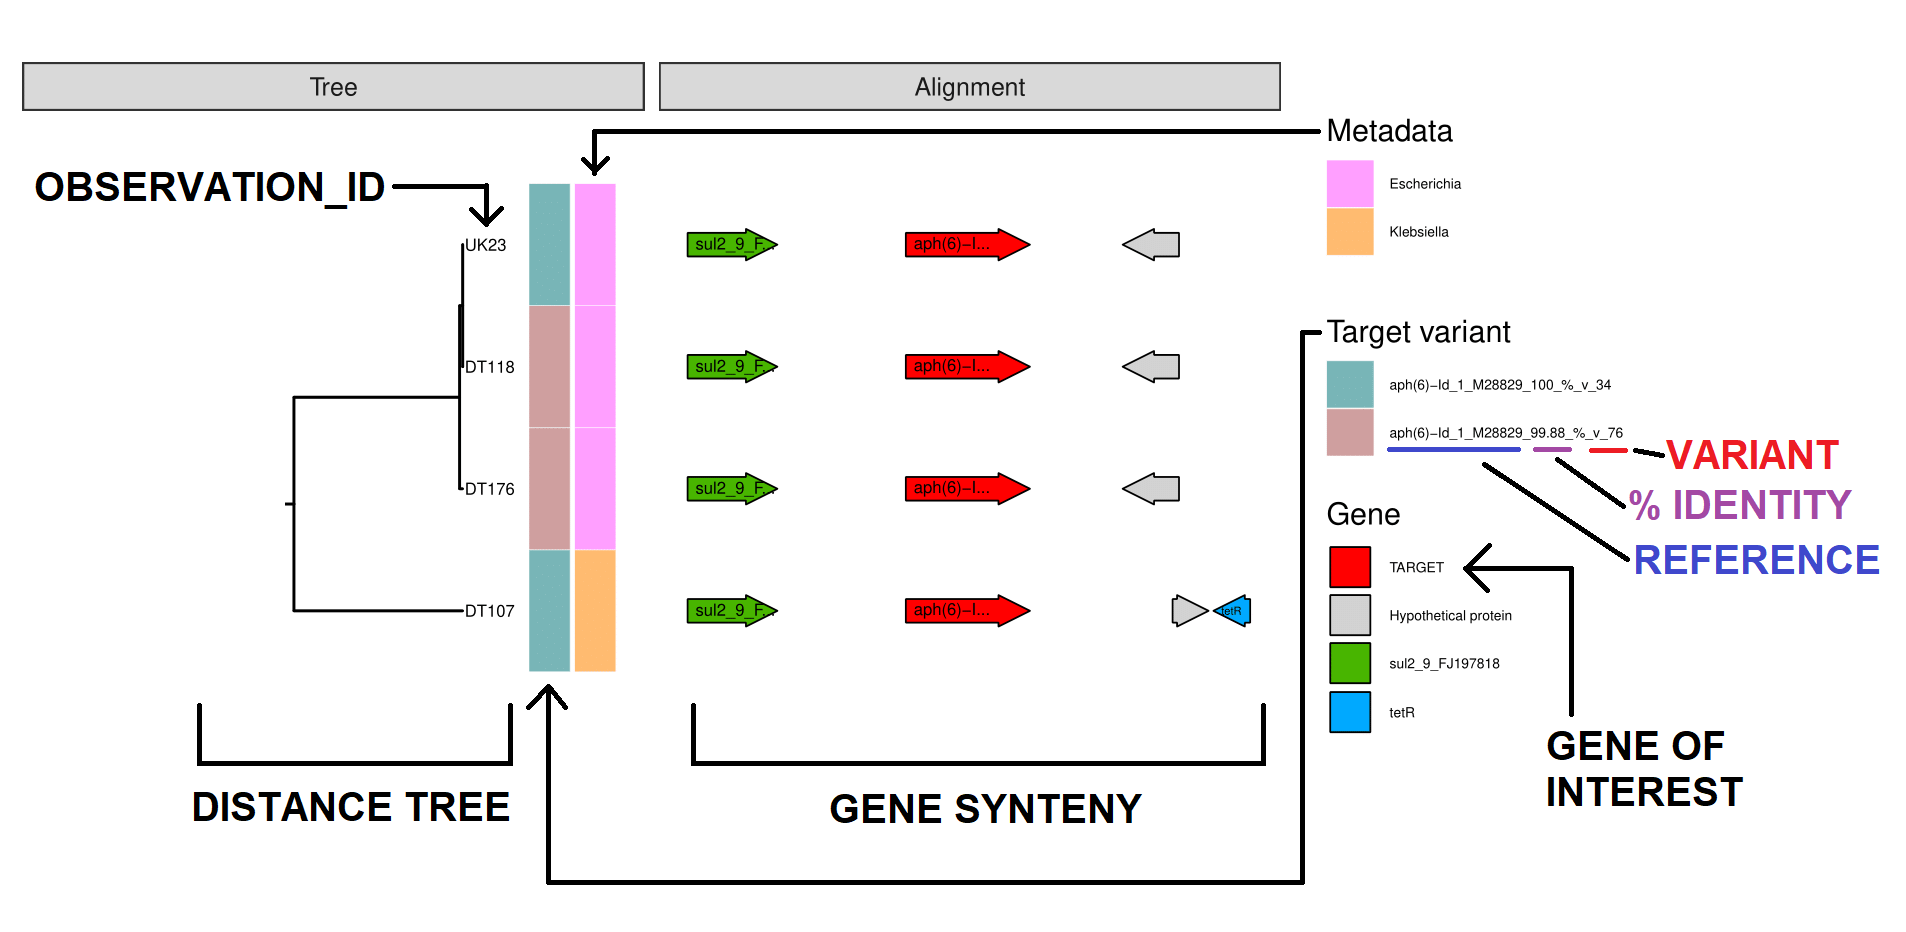 Tree
Alignment
Metadata
Escherichia
Klebsiella
OBSERVATION_ID
UK23
DT118
DT176
DT107
sul2_9_F...
aph(6)−I...
sul2_9_F...
aph(6)−I...
sul2_9_F...
aph(6)−I...
sul2_9_F...
aph(6)−I...
tetR
Target variant
aph(6)−Id_1_M28829_100_%_v_34
aph(6)−Id_1_M28829_99.88_%_v_76
VARIANT
% IDENTITY
REFERENCE
Gene
TARGET
Hypothetical protein
sul2_9_FJ197818
tetR
GENE OF
INTEREST
DISTANCE TREE
GENE SYNTENY